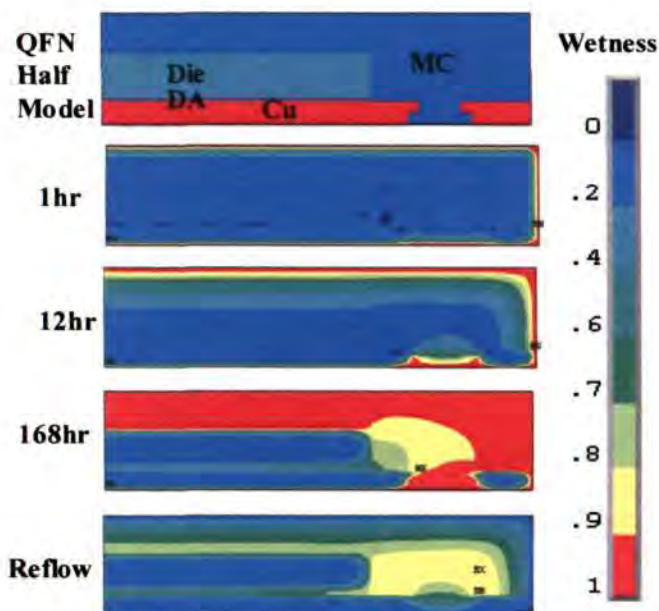 QFN
Half
Model
Die
DA
Cu
MC
Wetness
1hr
12hr
168hr
Reflow
0
.2
.4
.6
.7
.8
.9
1